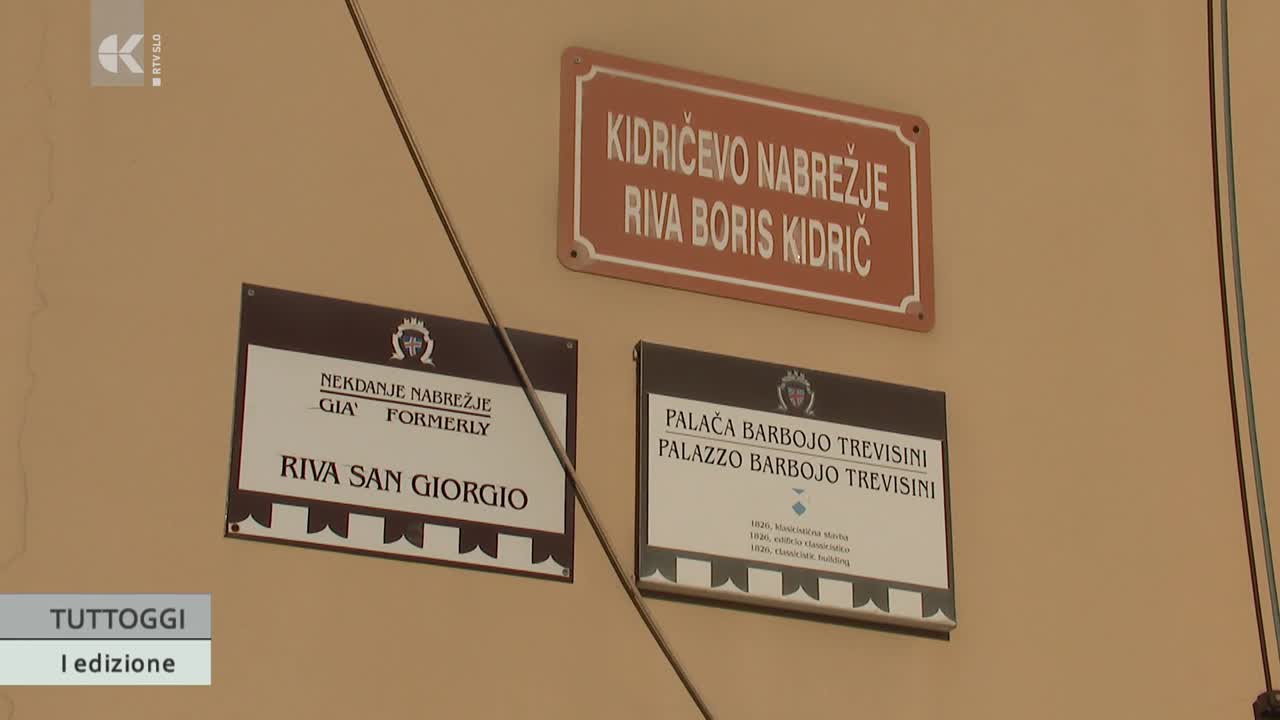 RTV SLO
KIDRIČEVO NABREŽJE
RIVA BORIS KIDRIČ
NEKDANJE NABREŽJE
GIA' FORMERLY
RIVA SAN GIORGIO
PALAČA BARBOJO TREVISINI
PALAZZO BARBOJO TREVISINI
1826, klasicistična stavba
1826, edificio classicistico
1826, classicistic building
TUTTOGGI
I edizione